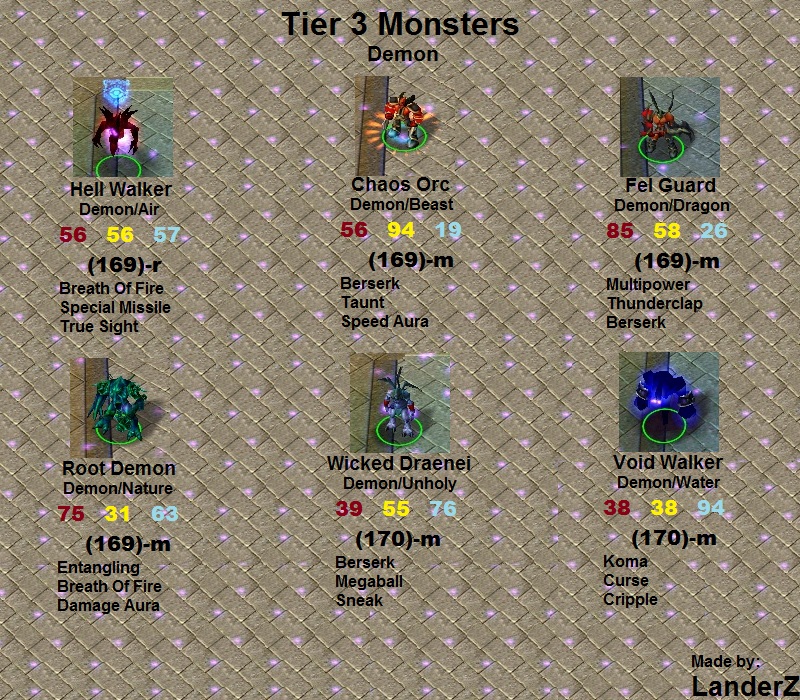 Tier 3 Monsters
Demon
Hell Walker
Demon/Air
56 56 57
(169)-r
Breath Of Fire
Special Missile
True Sight
Chaos Orc
Demon/Beast
56 94 19
(169)-m
Berserk
Taunt
Speed Aura
Fel Guard
Demon/Dragon
85 58 26
(169)-m
Multipower
Thunderclap
Berserk
Root Demon
Demon/Nature
75 31 63
(169)-m
Entangling
Breath Of Fire
Damage Aura
Wicked Draenei
Demon/Unholy
39 55 76
(170)-m
Berserk
Megaball
Sneak
Void Walker
Demon/Water
38 38 94
(170)-m
Koma
Curse
Cripple
Made by:
LanderZ